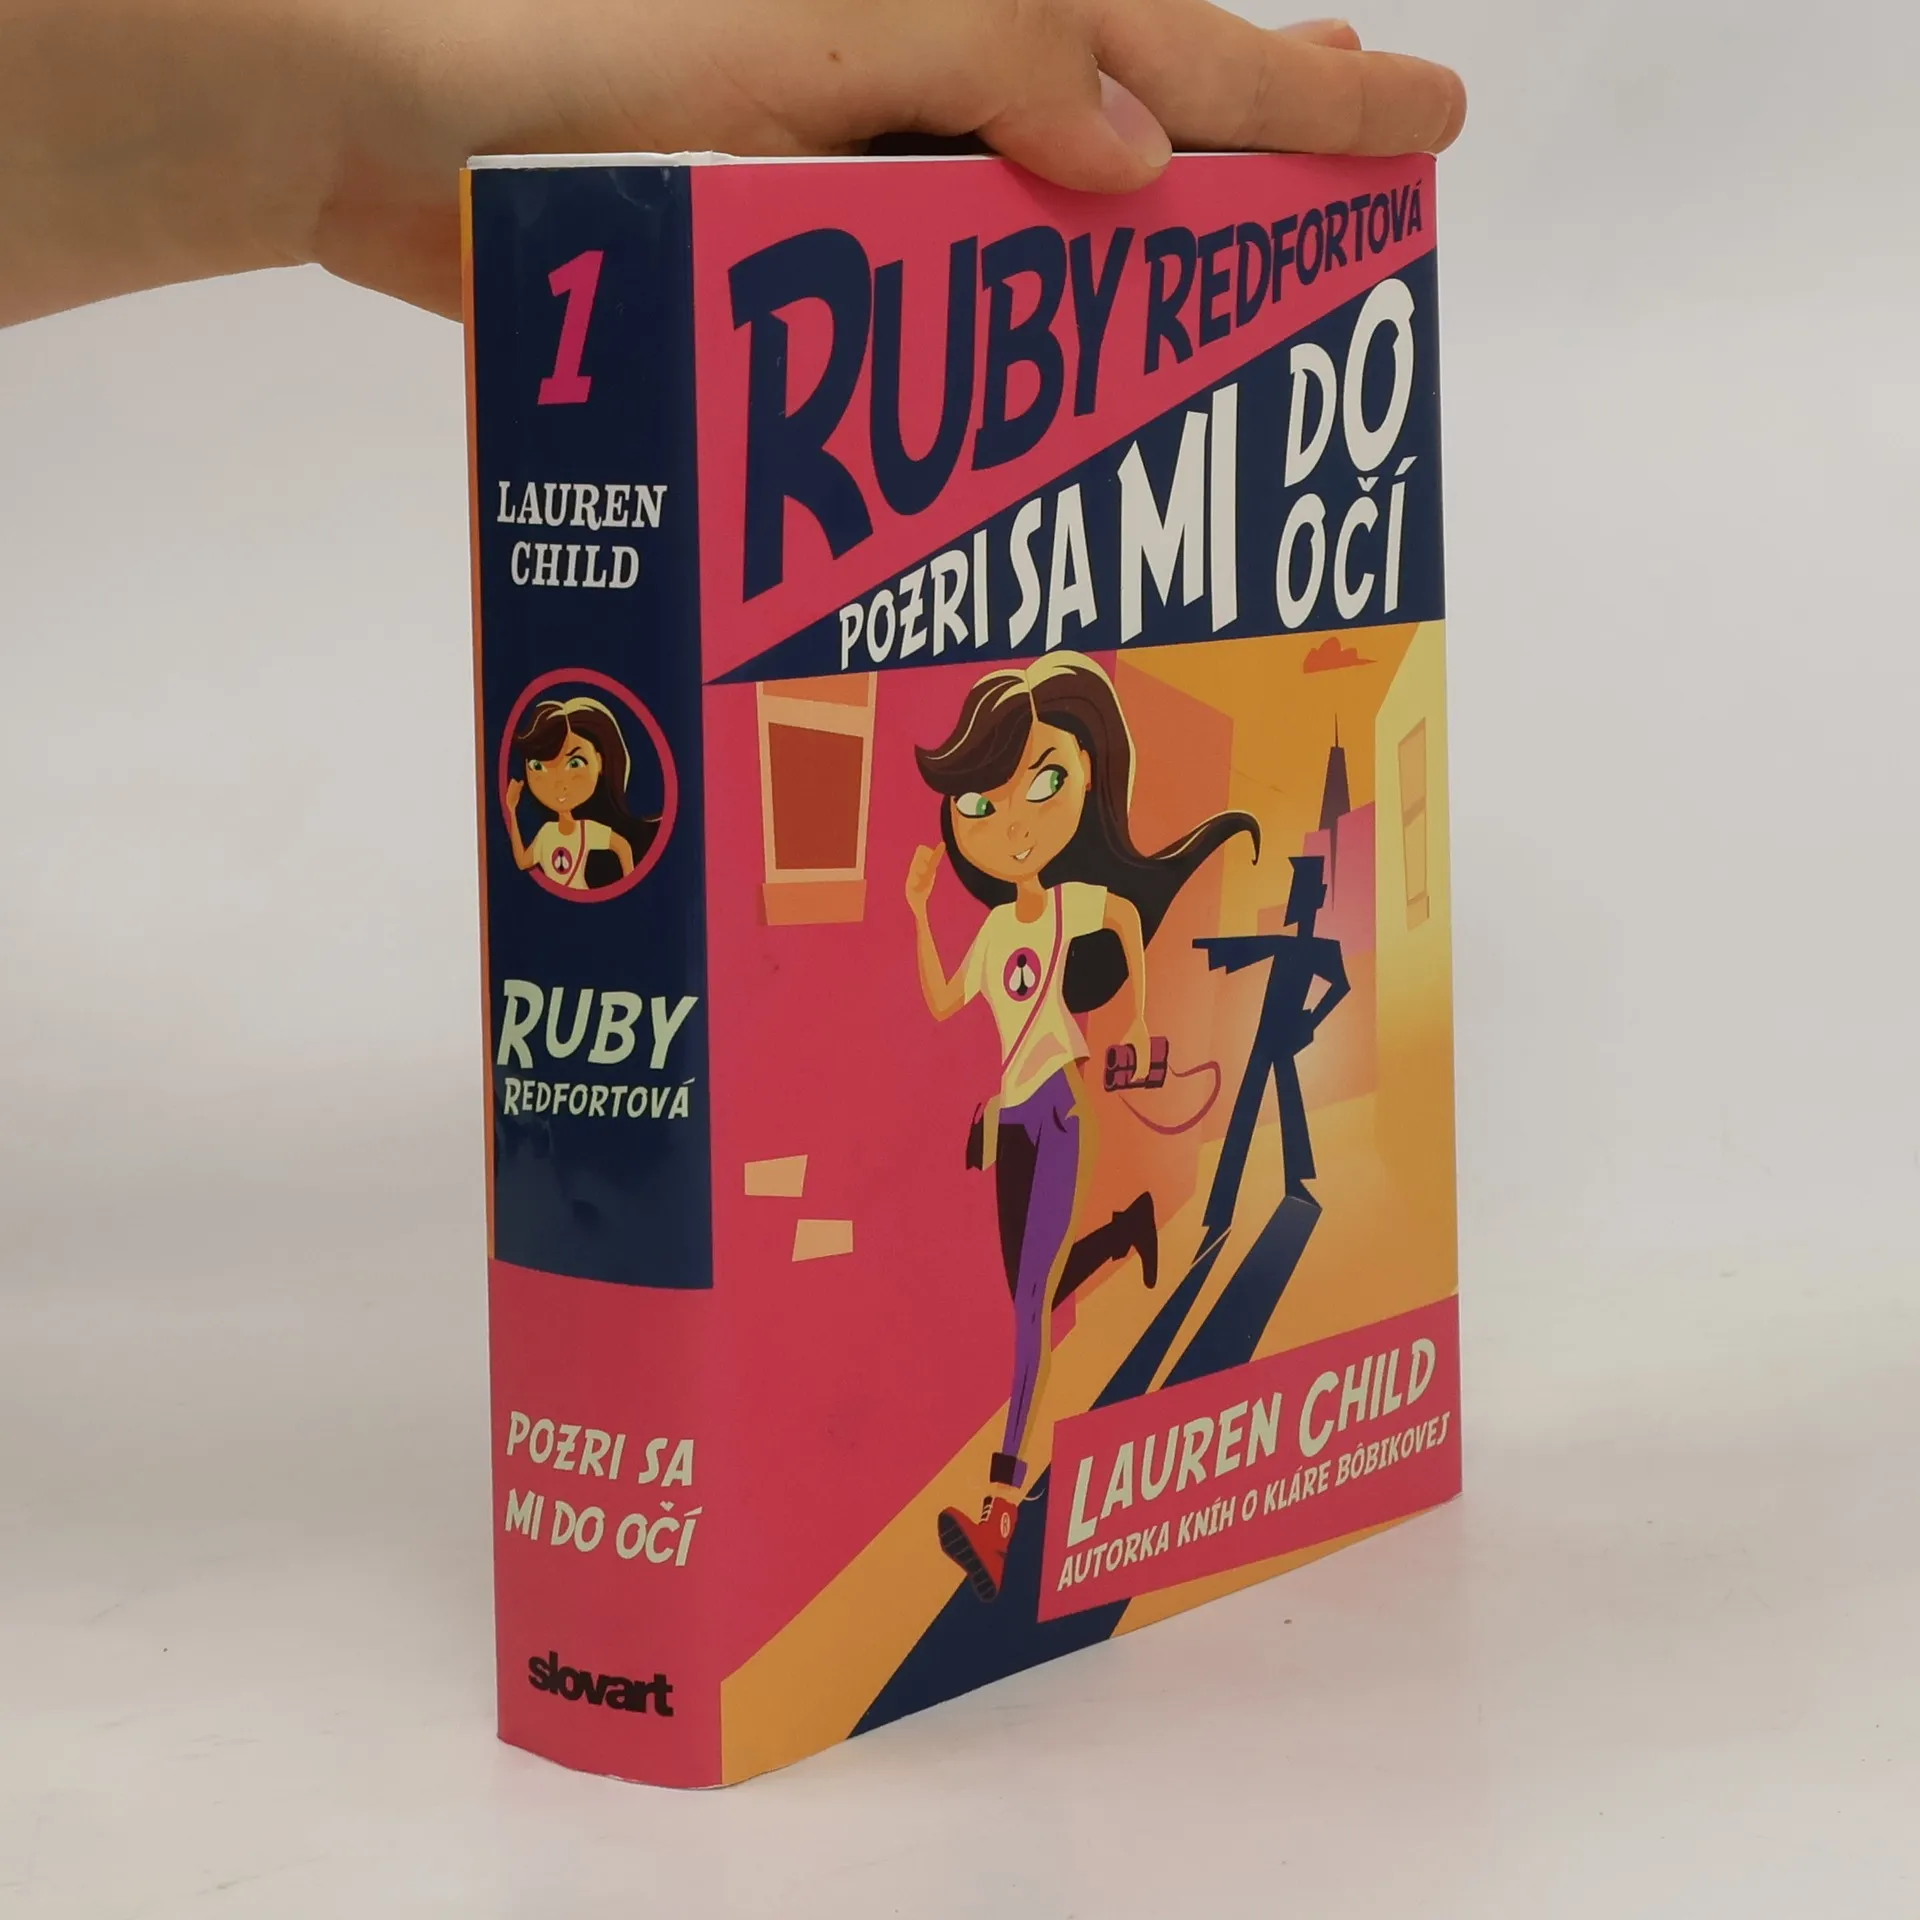 1
LAUREN
CHILD
RUBY
REDFORTOVÁ
POZRI SA
MI DO OČÍ
slovart
RUBY REDFORTOVÁ
POZRI SA MI DO
OČÍ
LAUREN CHILD
AUTORKA KNÍH O KLÁRE BÔBIKOVEJ